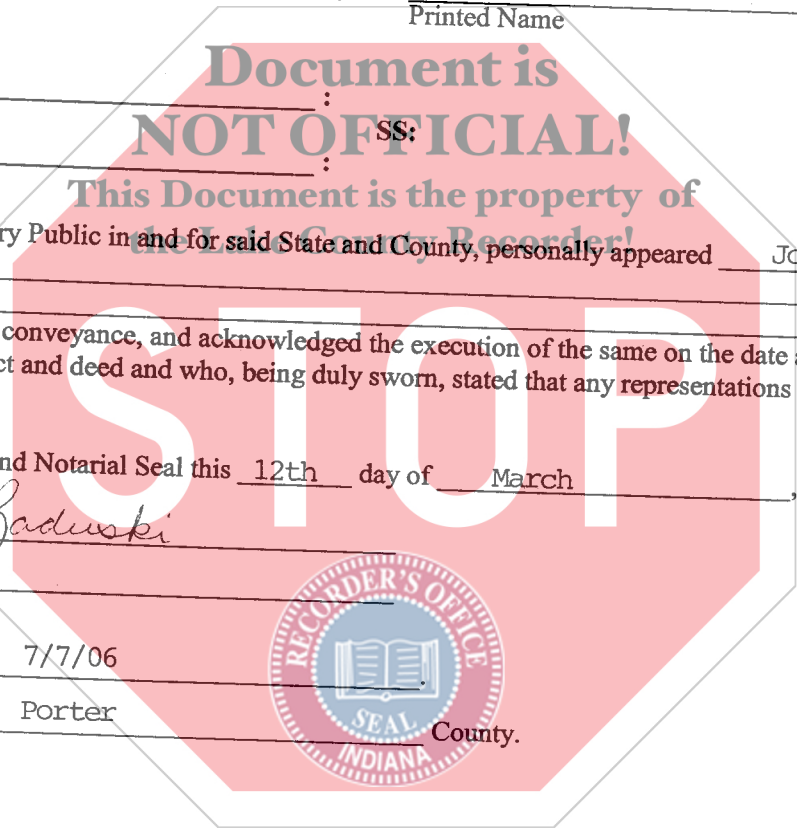 Printed Name
Document is
:
NOT OFFICIAL!
SS:
:
This Document is the property of
the Lake County Recorder!
ry Public in and for said State and County, personally appeared Jo
conveyance, and acknowledged the execution of the same on the date a
ct and deed and who, being duly sworn, stated that any representations
STOP
nd Notarial Seal this 12th day of March ,
RECORDER'S OFFICE
7/7/06 .
SEAL
Porter County.
INDIANA